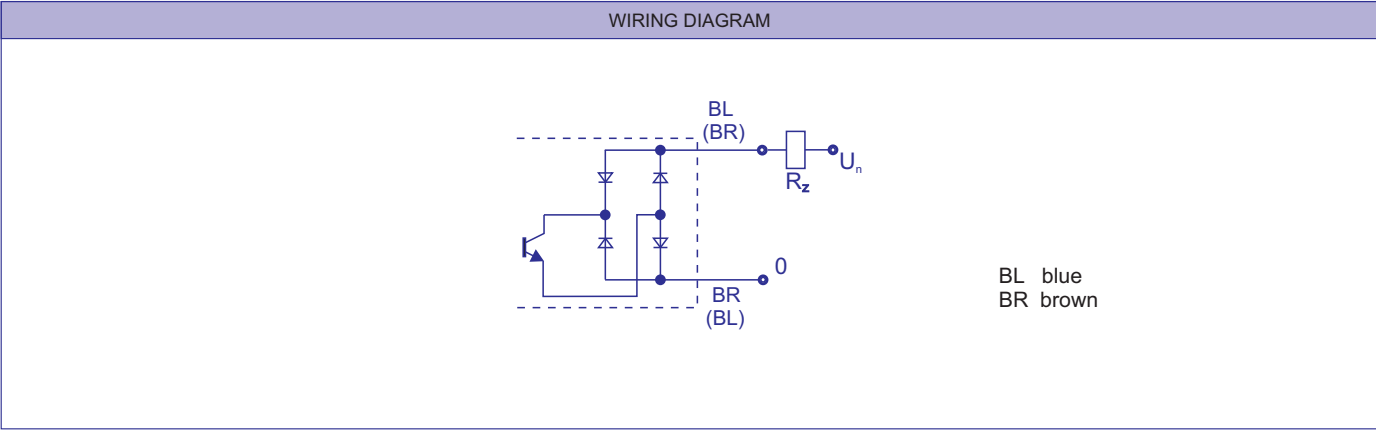 WIRING DIAGRAM
BL
(BR)
Rz
Un
0
BR
(BL)
BL blue
BR brown